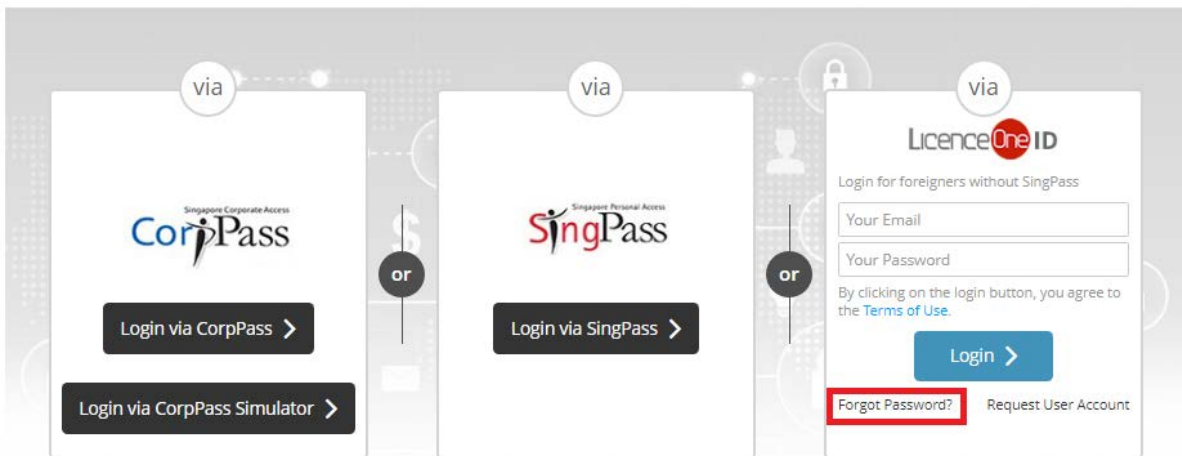 via
Singapore Corporate Access
CorpPass
Login via CorpPass
Login via CorpPass Simulator
or
via
Singapore Personal Access
SingPass
Login via SingPass
or
via
LicenceOne ID
Login for foreigners without SingPass
Your Email
Your Password
By clicking on the login button, you agree to
the Terms of Use.
Login
Forgot Password? Request User Account